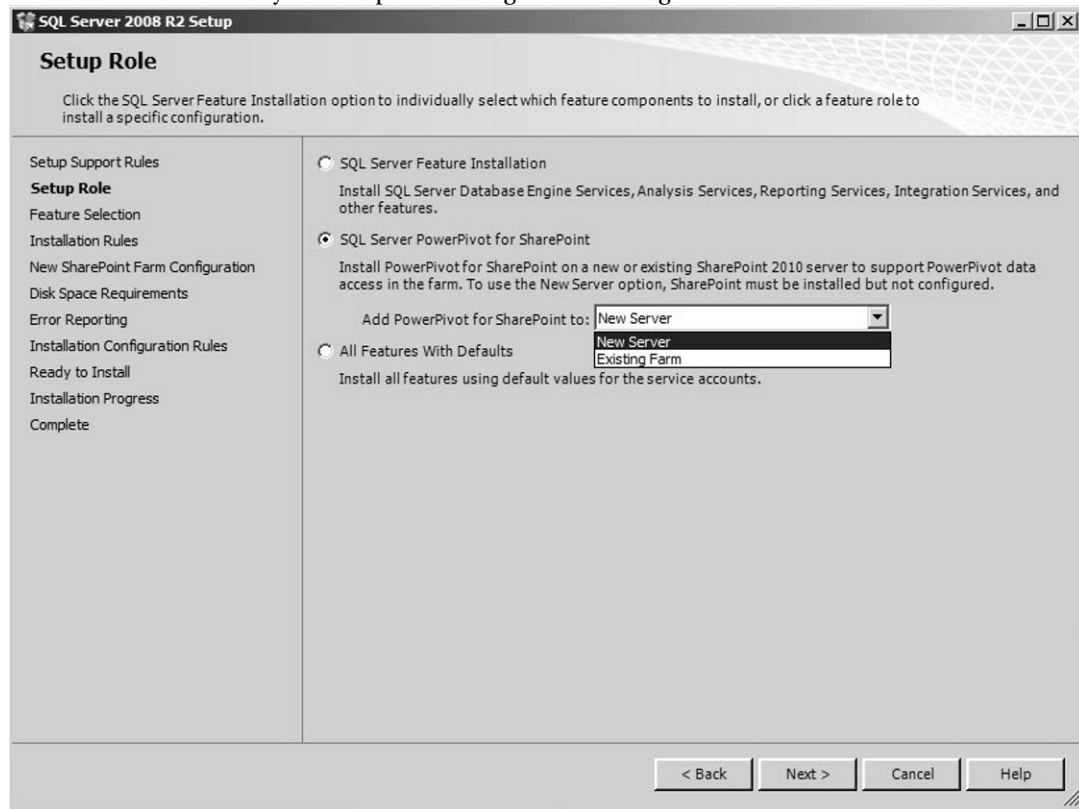 SQL Server 2008 R2 Setup
Setup Role
Click the SQL Server Feature Installation option to individually select which feature components to install, or click a feature role to
install a specific configuration.
Setup Support Rules
Setup Role
Feature Selection
Installation Rules
New SharePoint Farm Configuration
Disk Space Requirements
Error Reporting
Installation Configuration Rules
Ready to Install
Installation Progress
Complete
SQL Server Feature Installation
Install SQL Server Database Engine Services, Analysis Services, Reporting Services, Integration Services, and
other features.
SQL Server PowerPivot for SharePoint
Install PowerPivot for SharePoint on a new or existing SharePoint 2010 server to support PowerPivot data
access in the farm. To use the New Server option, SharePoint must be installed but not configured.
Add PowerPivot for SharePoint to: New Server
New Server
Existing Farm
All Features With Defaults
Install all features using default values for the service accounts.
< Back Next > Cancel Help